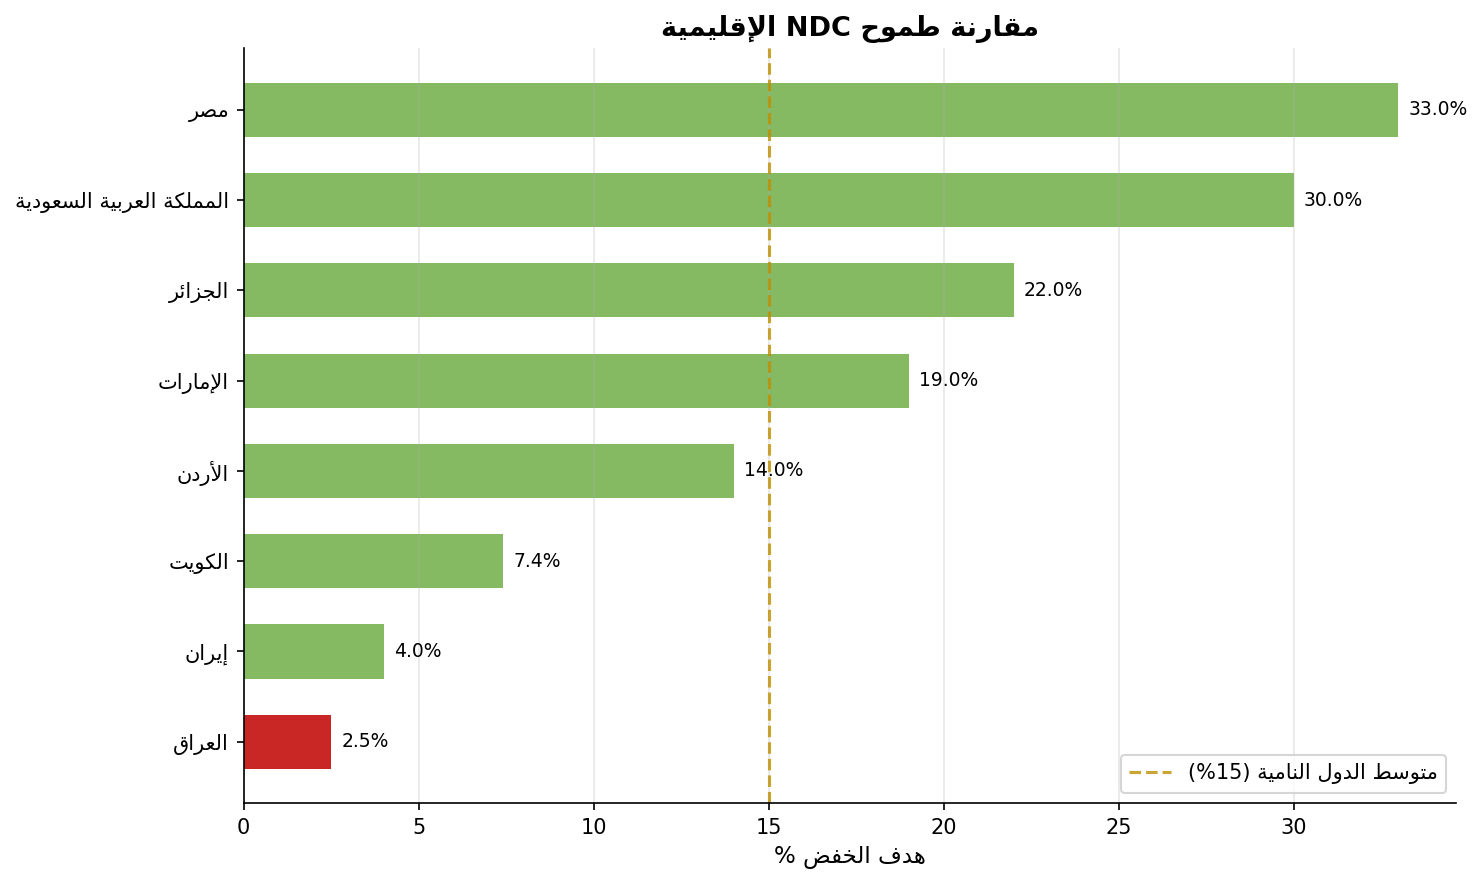 مقارنة طموح NDC الإقليمية
مصر
33.0%
المملكة العربية السعودية
30.0%
الجزائر
22.0%
الإمارات
19.0%
الأردن
14.0%
الكويت
7.4%
إيران
4.0%
العراق
2.5%
متوسط الدول النامية (15%)
0 5 10 15 20 25 30
هدف الخفض %